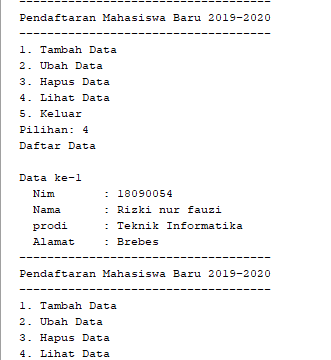 ------------------------------------
Pendaftaran Mahasiswa Baru 2019-2020
------------------------------------
1. Tambah Data
2. Ubah Data
3. Hapus Data
4. Lihat Data
5. Keluar
Pilihan: 4
Daftar Data
Data ke-1
Nim : 18090054
Nama : Rizki nur fauzi
prodi : Teknik Informatika
Alamat : Brebes
------------------------------------
Pendaftaran Mahasiswa Baru 2019-2020
------------------------------------
1. Tambah Data
2. Ubah Data
3. Hapus Data
4. Lihat Data